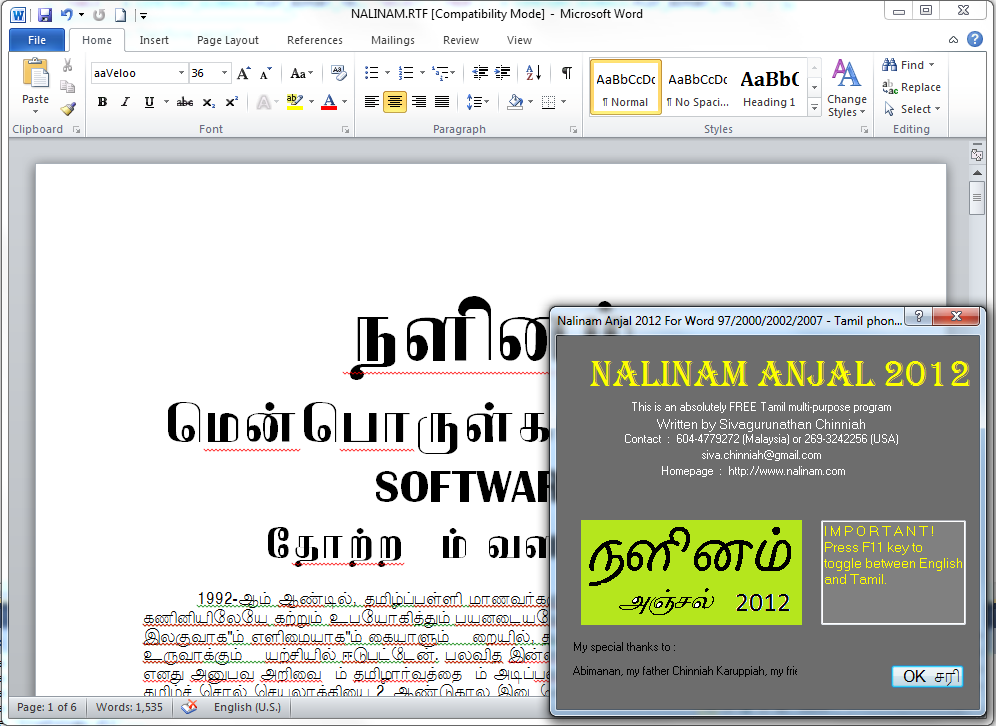 NALINAM.RTF [Compatibility Mode] - Microsoft Word
File Home Insert Page Layout References Mailings Review View
Paste
aaVeloo 36
AaBbCcDc AaBbCcDc AaBbC
¶ Normal ¶ No Spaci... Heading 1
Change Styles
Find
Replace
Select
Clipboard Font Paragraph Styles Editing
நளின
மென்பொருள்க
SOFTWAR
தோற்ற ம் வள
1992-ஆம் ஆண்டில், தமிழ்ப்பள்ளி மாணவர்க
கணினியிலேயே கற்றும் உபயோகித்தும் பயனடைய
இலகுவாக"ம் எளிமையாக"ம் கையாளும் றையில்,
உருவாக்கும் யற்சியில் ஈடுபட்டேன். பலவித இன்
எனது அனுபவ அறிவை ம் தமிழார்வத்தை ம் அடிப்ப
தமிழ்ச் சொல் செயலாக்கியை 2 ஆண்டுகால இடை
Nalinam Anjal 2012 For Word 97/2000/2002/2007 - Tamil phon...
NALINAM ANJAL 2012
This is an absolutely FREE Tamil multi-purpose program
Written by Sivagurunathan Chinniah
Contact : 604-4779272 (Malaysia) or 269-3242256 (USA)
siva.chinniah@gmail.com
Homepage : http://www.nalinam.com
நளினம்
அஞ்சல் 2012
IMPORTANT!
Press F11 key to
toggle between English
and Tamil.
My special thanks to :
Abimanan, my father Chinniah Karuppiah, my frie
OK சரி
Page: 1 of 6 Words: 1,535 English (U.S.)